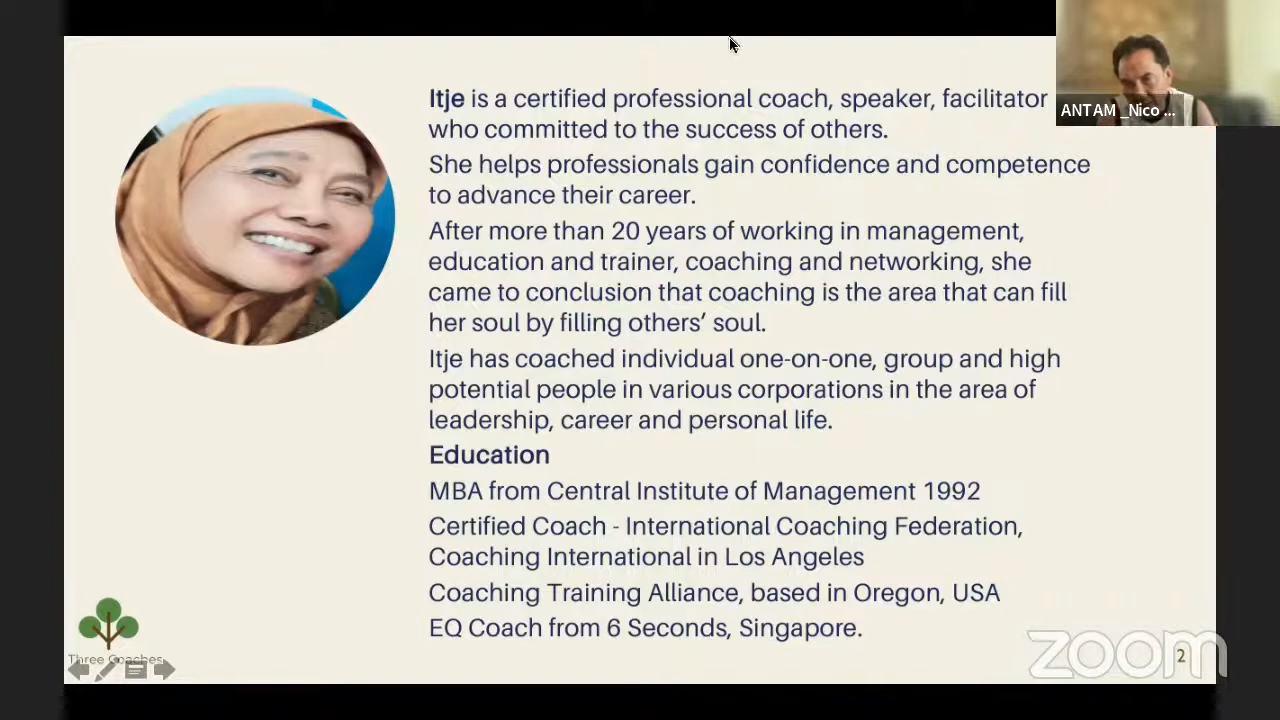 Itje is a certified professional coach, speaker, facilitator
who committed to the success of others.
She helps professionals gain confidence and competence
to advance their career.
After more than 20 years of working in management,
education and trainer, coaching and networking, she
came to conclusion that coaching is the area that can fill
her soul by filling others’ soul.
Itje has coached individual one-on-one, group and high
potential people in various corporations in the area of
leadership, career and personal life.
Education
MBA from Central Institute of Management 1992
Certified Coach - International Coaching Federation,
Coaching International in Los Angeles
Coaching Training Alliance, based in Oregon, USA
EQ Coach from 6 Seconds, Singapore.
ANTAM _Nico ...
Three Coaches
zoom
2